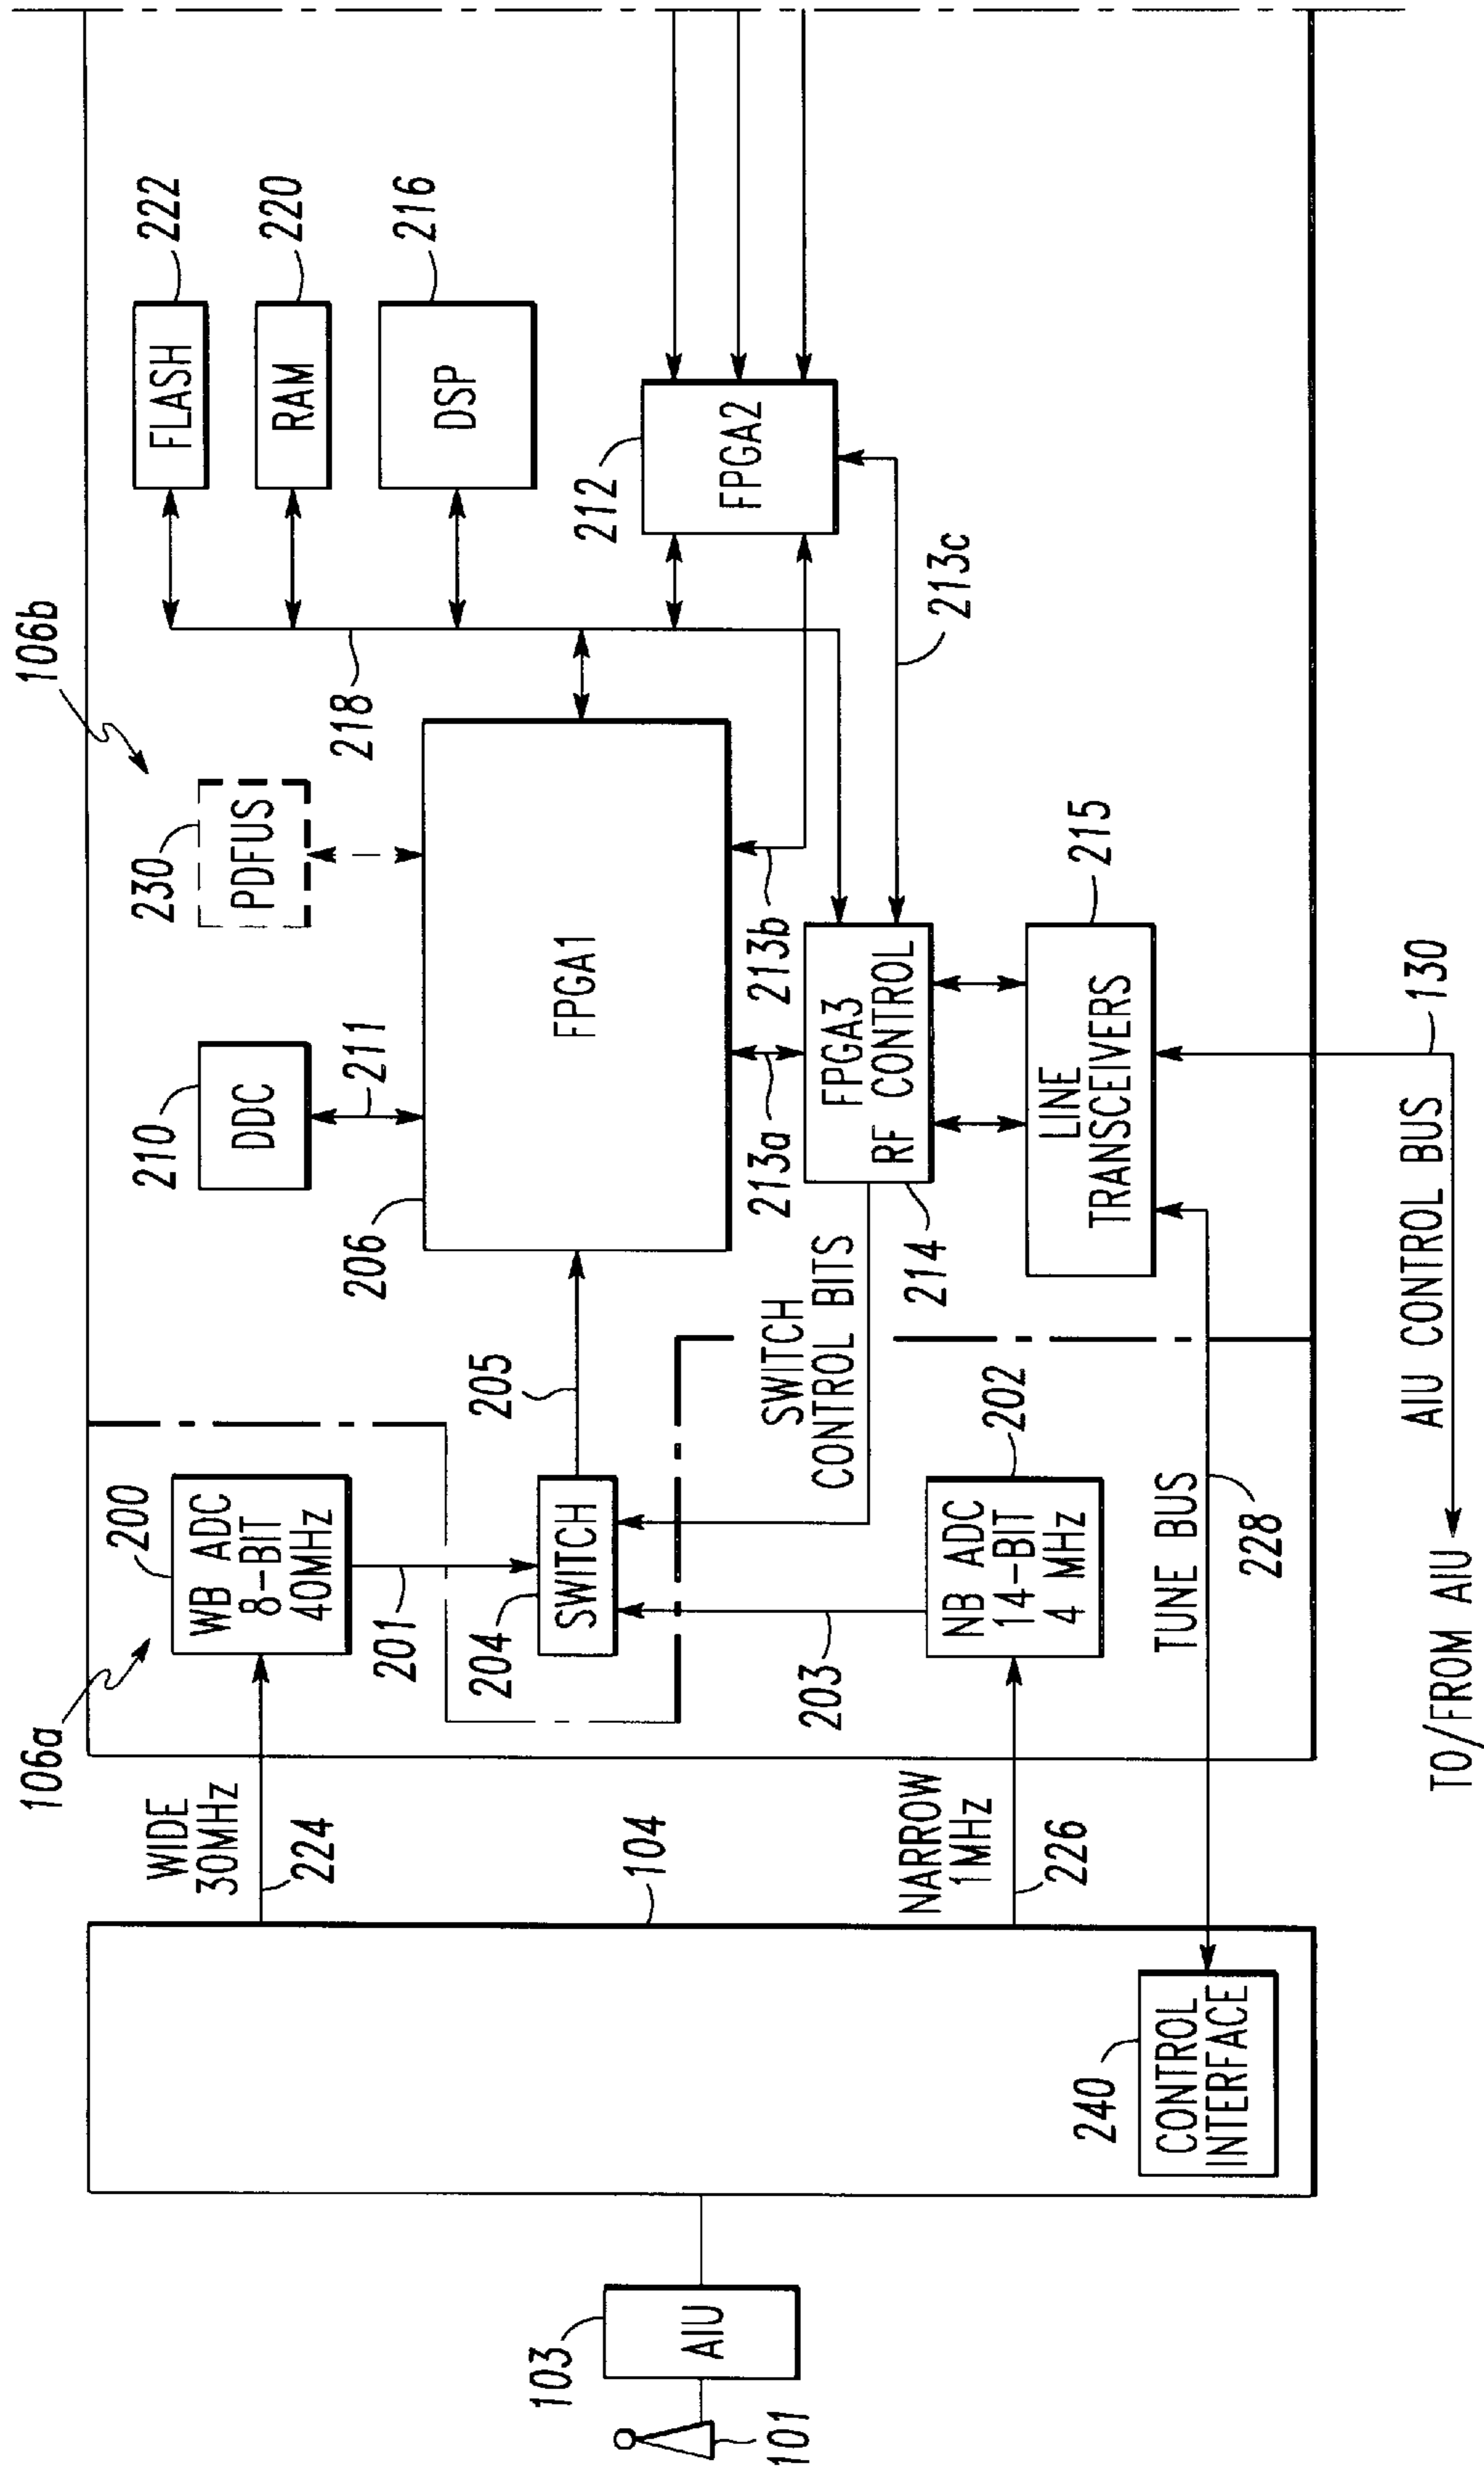 106a
106b
WIDE
30MHz
224
200
WB ADC
8-BIT
40MHz
201
210
DDC
211
230
PDFUS
218
222
FLASH
220
RAM
216
DSP
103
AIU
101
104
204
SWITCH
205
206
FPGA1
212
FPGA2
203
SWITCH
CONTROL BITS
213a
213b
213c
NARROW
1MHz
226
NB ADC
14-BIT
4 MHz
202
FPGA3
RF CONTROL
214
240
CONTROL
INTERFACE
TUNE BUS
228
LINE
TRANSCEIVERS
215
TO/FROM AIU
AIU CONTROL BUS
130